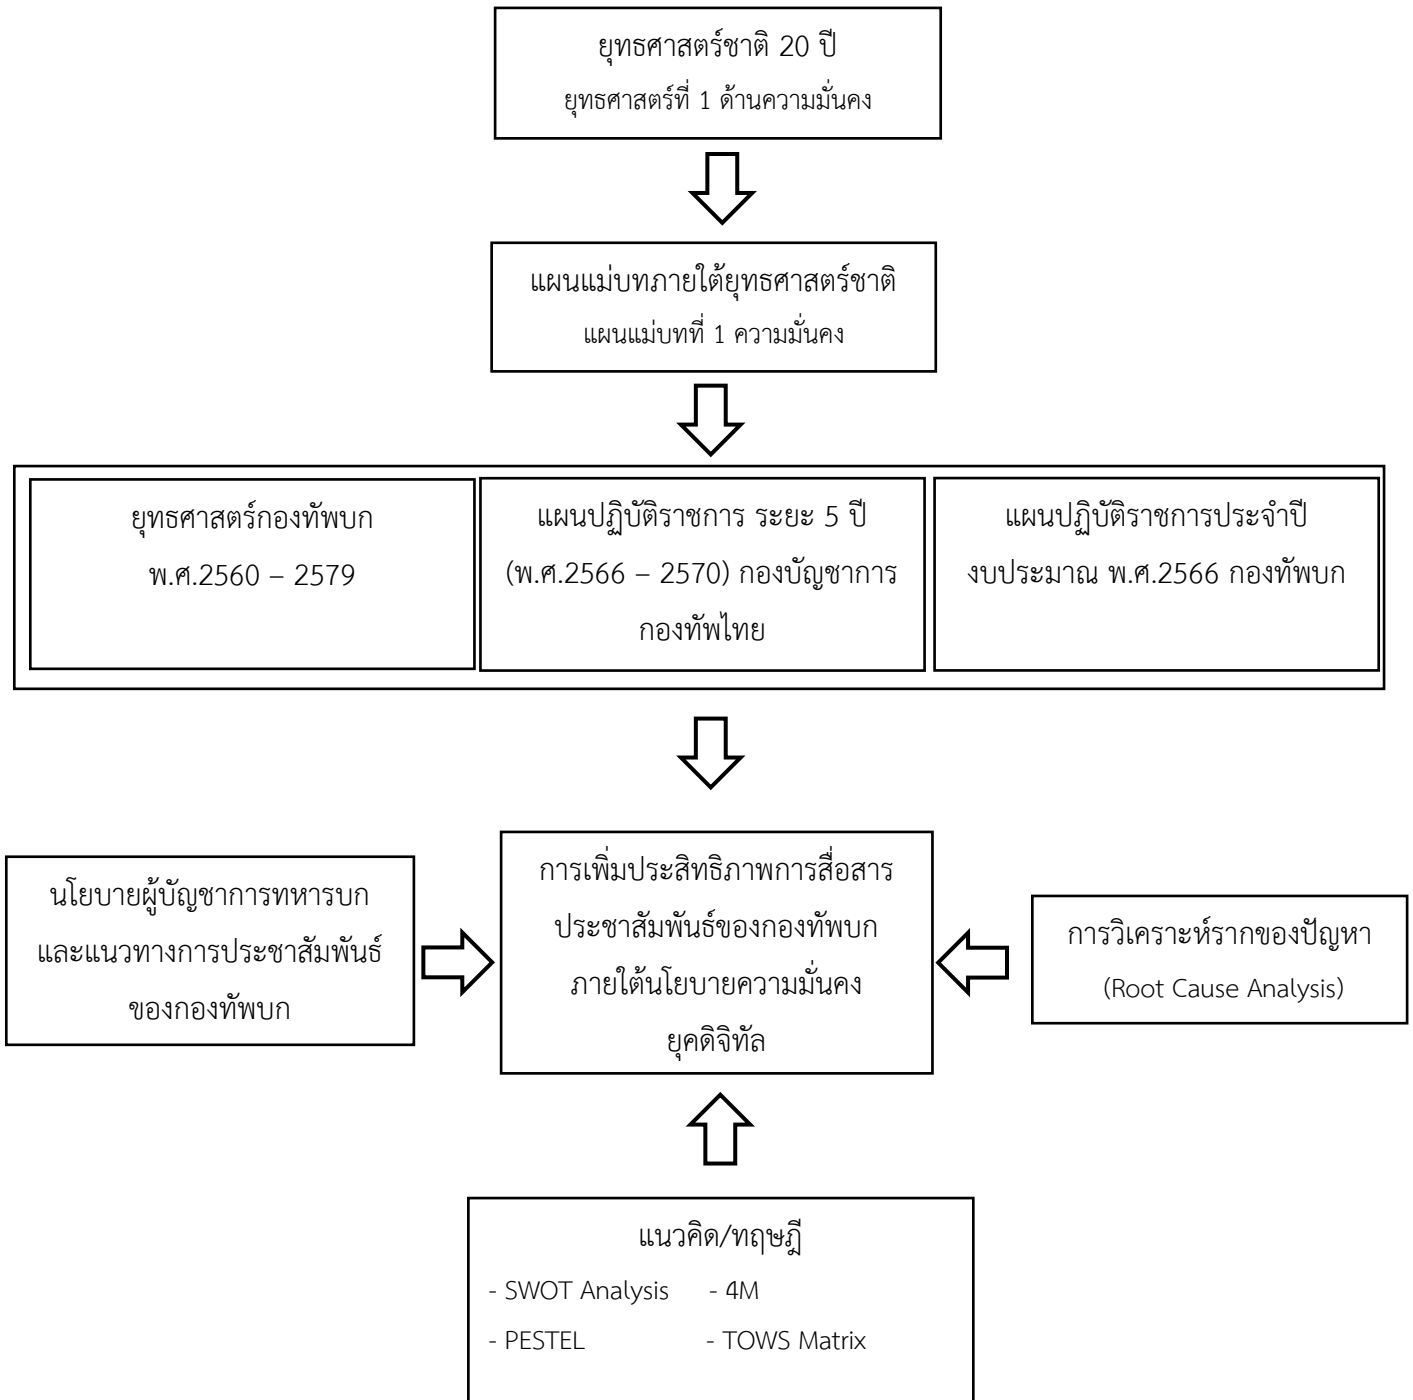 ยุทธศาสตร์ชาติ 20 ปี
ยุทธศาสตร์ที่ 1 ด้านความมั่นคง
แผนแม่บทภายใต้ยุทธศาสตร์ชาติ
แผนแม่บทที่ 1 ความมั่นคง
ยุทธศาสตร์กองทัพบก
พ.ศ.2560 – 2579
แผนปฏิบัติราชการ ระยะ 5 ปี
(พ.ศ.2566 – 2570) กองบัญชาการ
กองทัพไทย
แผนปฏิบัติราชการประจำปี
งบประมาณ พ.ศ.2566 กองทัพบก
นโยบายผู้บัญชาการทหารบก
และแนวทางการประชาสัมพันธ์
ของกองทัพบก
การเพิ่มประสิทธิภาพการสื่อสาร
ประชาสัมพันธ์ของกองทัพบก
ภายใต้นโยบายความมั่นคง
ยุคดิจิทัล
การวิเคราะห์รากของปัญหา
(Root Cause Analysis)
แนวคิด/ทฤษฎี
- SWOT Analysis - 4M
- PESTEL - TOWS Matrix